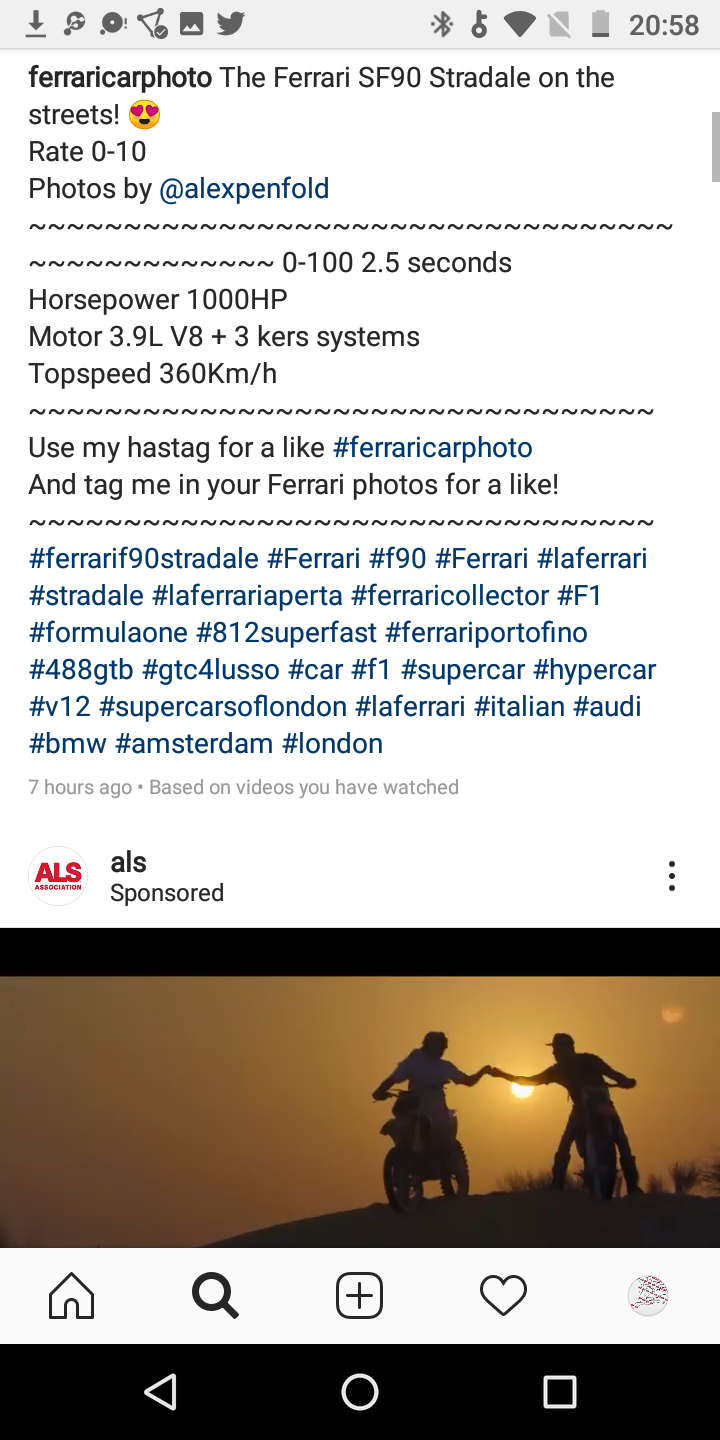 20:58
ferraricarphoto The Ferrari SF90 Stradale on the
streets! 😍
Rate 0-10
Photos by @alexpenfold
~~~~~~~~~~~~~~~~~~~~~~~~~~~~~~~~~~
~~~~~~~~~~~~~ 0-100 2.5 seconds
Horsepower 1000HP
Motor 3.9L V8 + 3 kers systems
Topspeed 360Km/h
~~~~~~~~~~~~~~~~~~~~~~~~~~~~~~~~~
Use my hastag for a like #ferraricarphoto
And tag me in your Ferrari photos for a like!
~~~~~~~~~~~~~~~~~~~~~~~~~~~~~~~~~
#ferrarif90stradale #Ferrari #f90 #Ferrari #laferrari
#stradale #laferrariaperta #ferraricollector #F1
#formulaone #812superfast #ferrariportofino
#488gtb #gtc4lusso #car #f1 #supercar #hypercar
#v12 #supercarsoflondon #laferrari #italian #audi
#bmw #amsterdam #london
7 hours ago • Based on videos you have watched
ALS
ASSOCIATION
als
Sponsored